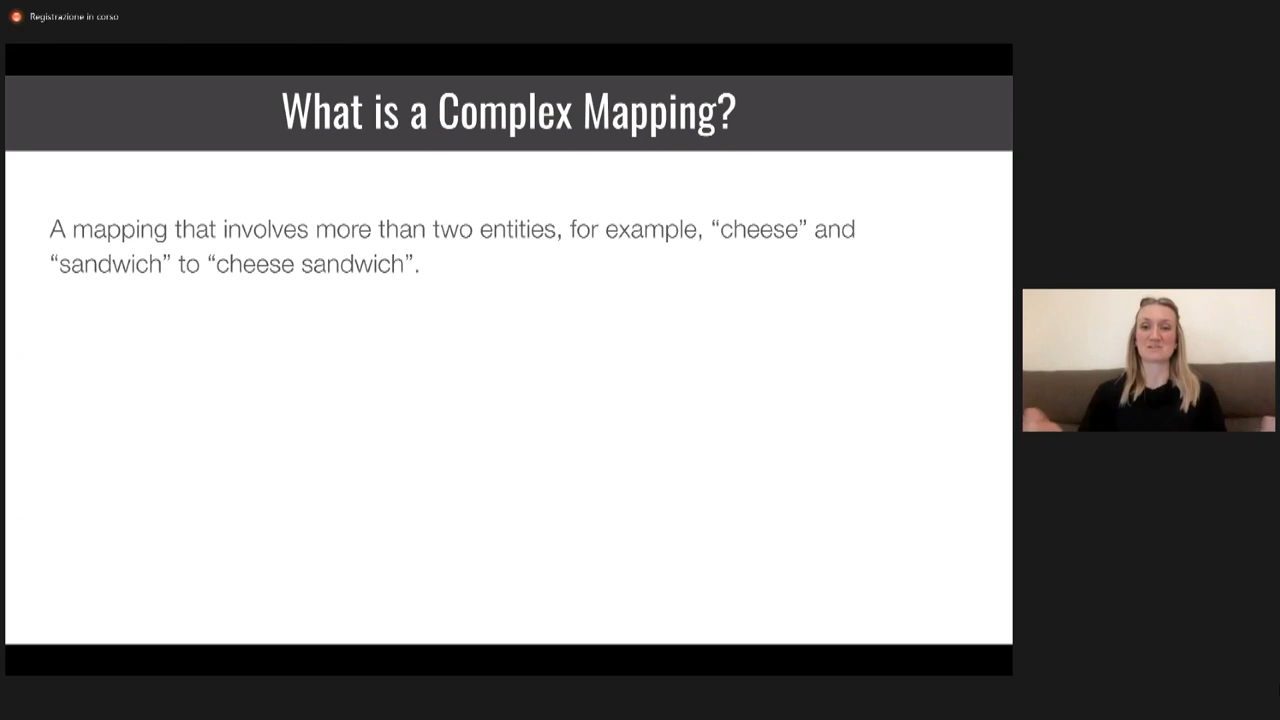 Registrazione in corso
What is a Complex Mapping?
A mapping that involves more than two entities, for example, “cheese” and
“sandwich” to “cheese sandwich”.